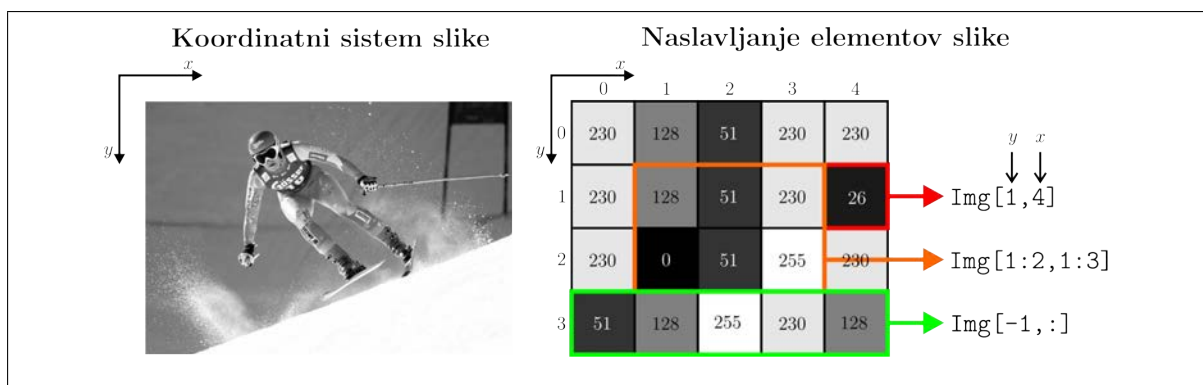 Koordinatni sistem slike
x
y
Naslavljanje elementov slike
x
0 1 2 3 4
y
0 230 128 51 230 230
y x
1 230 128 51 230 26
Img[1,4]
2 230 0 51 255 230
Img[1:2,1:3]
3 51 128 255 230 128
Img[-1,:]